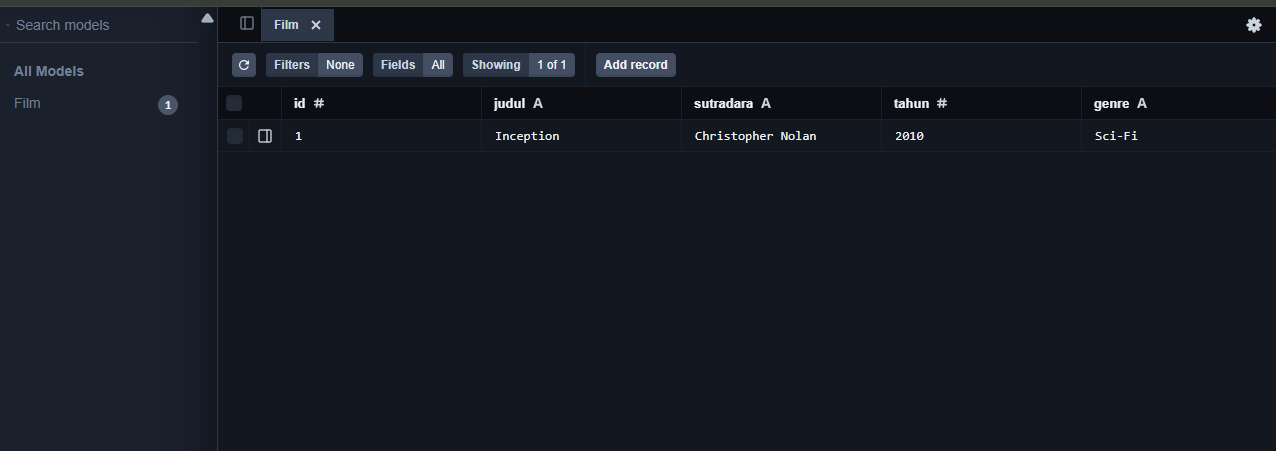 Search models
All Models
Film 1
Film
Filters None Fields All Showing 1 of 1 Add record
id # judul A sutradara A tahun # genre A
1 Inception Christopher Nolan 2010 Sci-Fi